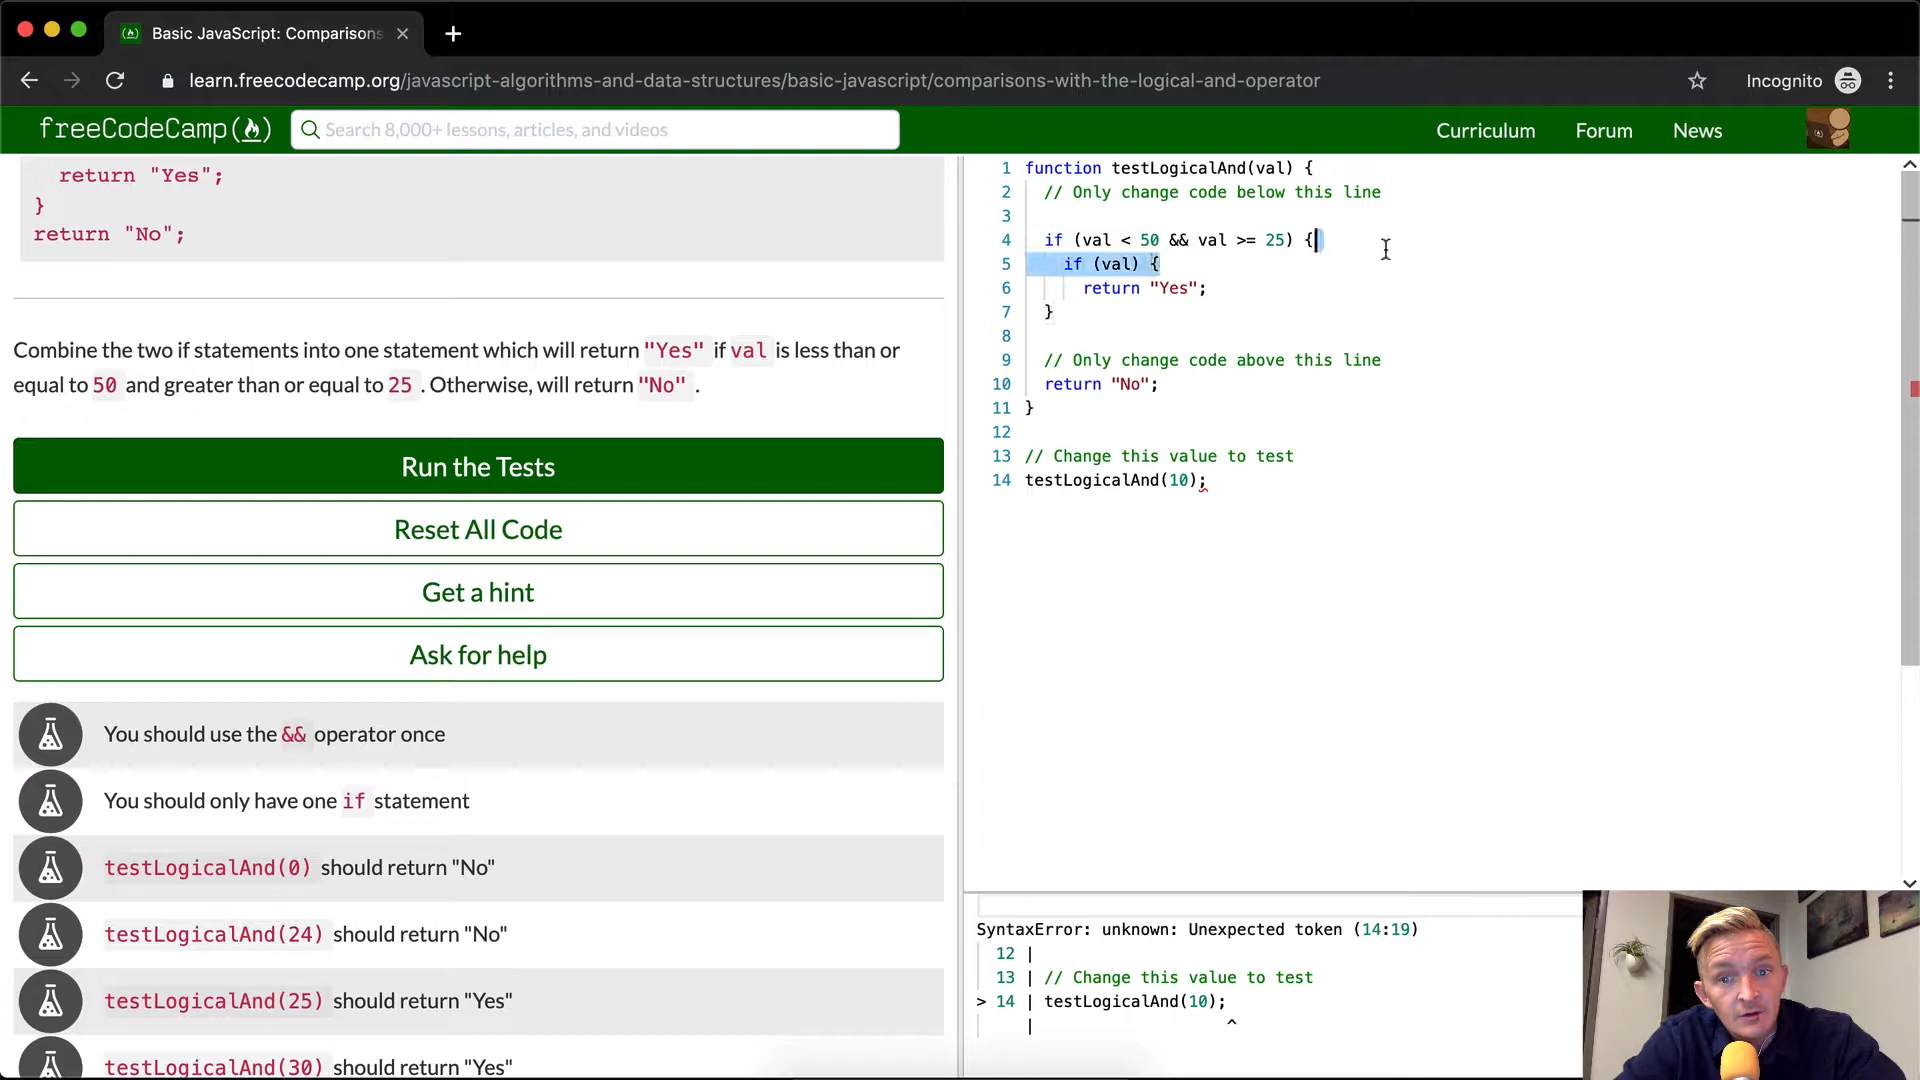 Basic JavaScript: Comparisons
learn.freecodecamp.org/javascript-algorithms-and-data-structures/basic-javascript/comparisons-with-the-logical-and-operator
Incognito
freeCodeCamp
Search 8,000+ lessons, articles, and videos
Curriculum
Forum
News
return "Yes";
}
return "No";
Combine the two if statements into one statement which will return "Yes" if val is less than or
equal to 50 and greater than or equal to 25 . Otherwise, will return "No" .
Run the Tests
Reset All Code
Get a hint
Ask for help
You should use the && operator once
You should only have one if statement
testLogicalAnd(0) should return "No"
testLogicalAnd(24) should return "No"
testLogicalAnd(25) should return "Yes"
testLogicalAnd(30) should return "Yes"
1 function testLogicalAnd(val) {
2 // Only change code below this line
3
4 if (val < 50 && val >= 25) {
5 if (val) {
6 return "Yes";
7 }
8
9 // Only change code above this line
10 return "No";
11 }
12
13 // Change this value to test
14 testLogicalAnd(10);
SyntaxError: unknown: Unexpected token (14:19)
12 |
13 | // Change this value to test
> 14 | testLogicalAnd(10);
| ^